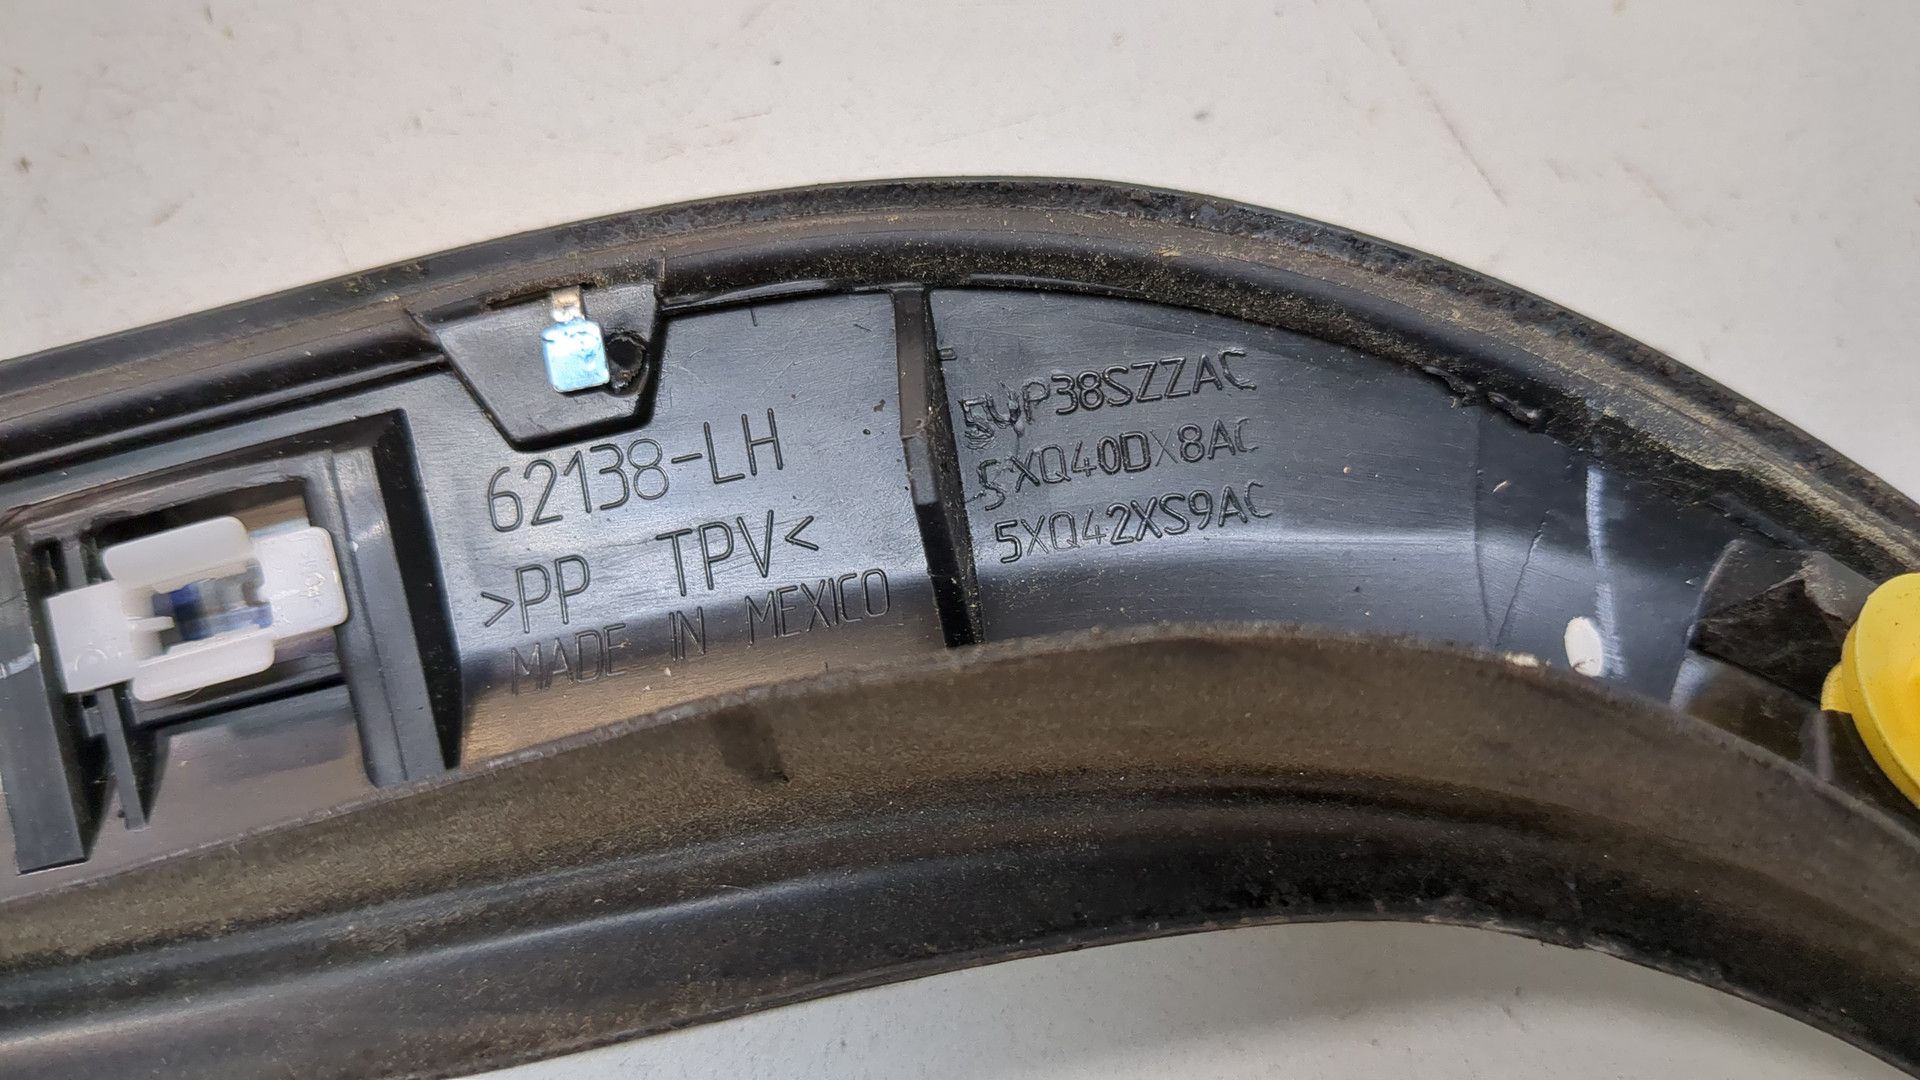 62138-LH
>PP TPV<
MADE IN MEXICO
5UP38SZZAC
5XQ40DX8AC
5XQ42XS9AC